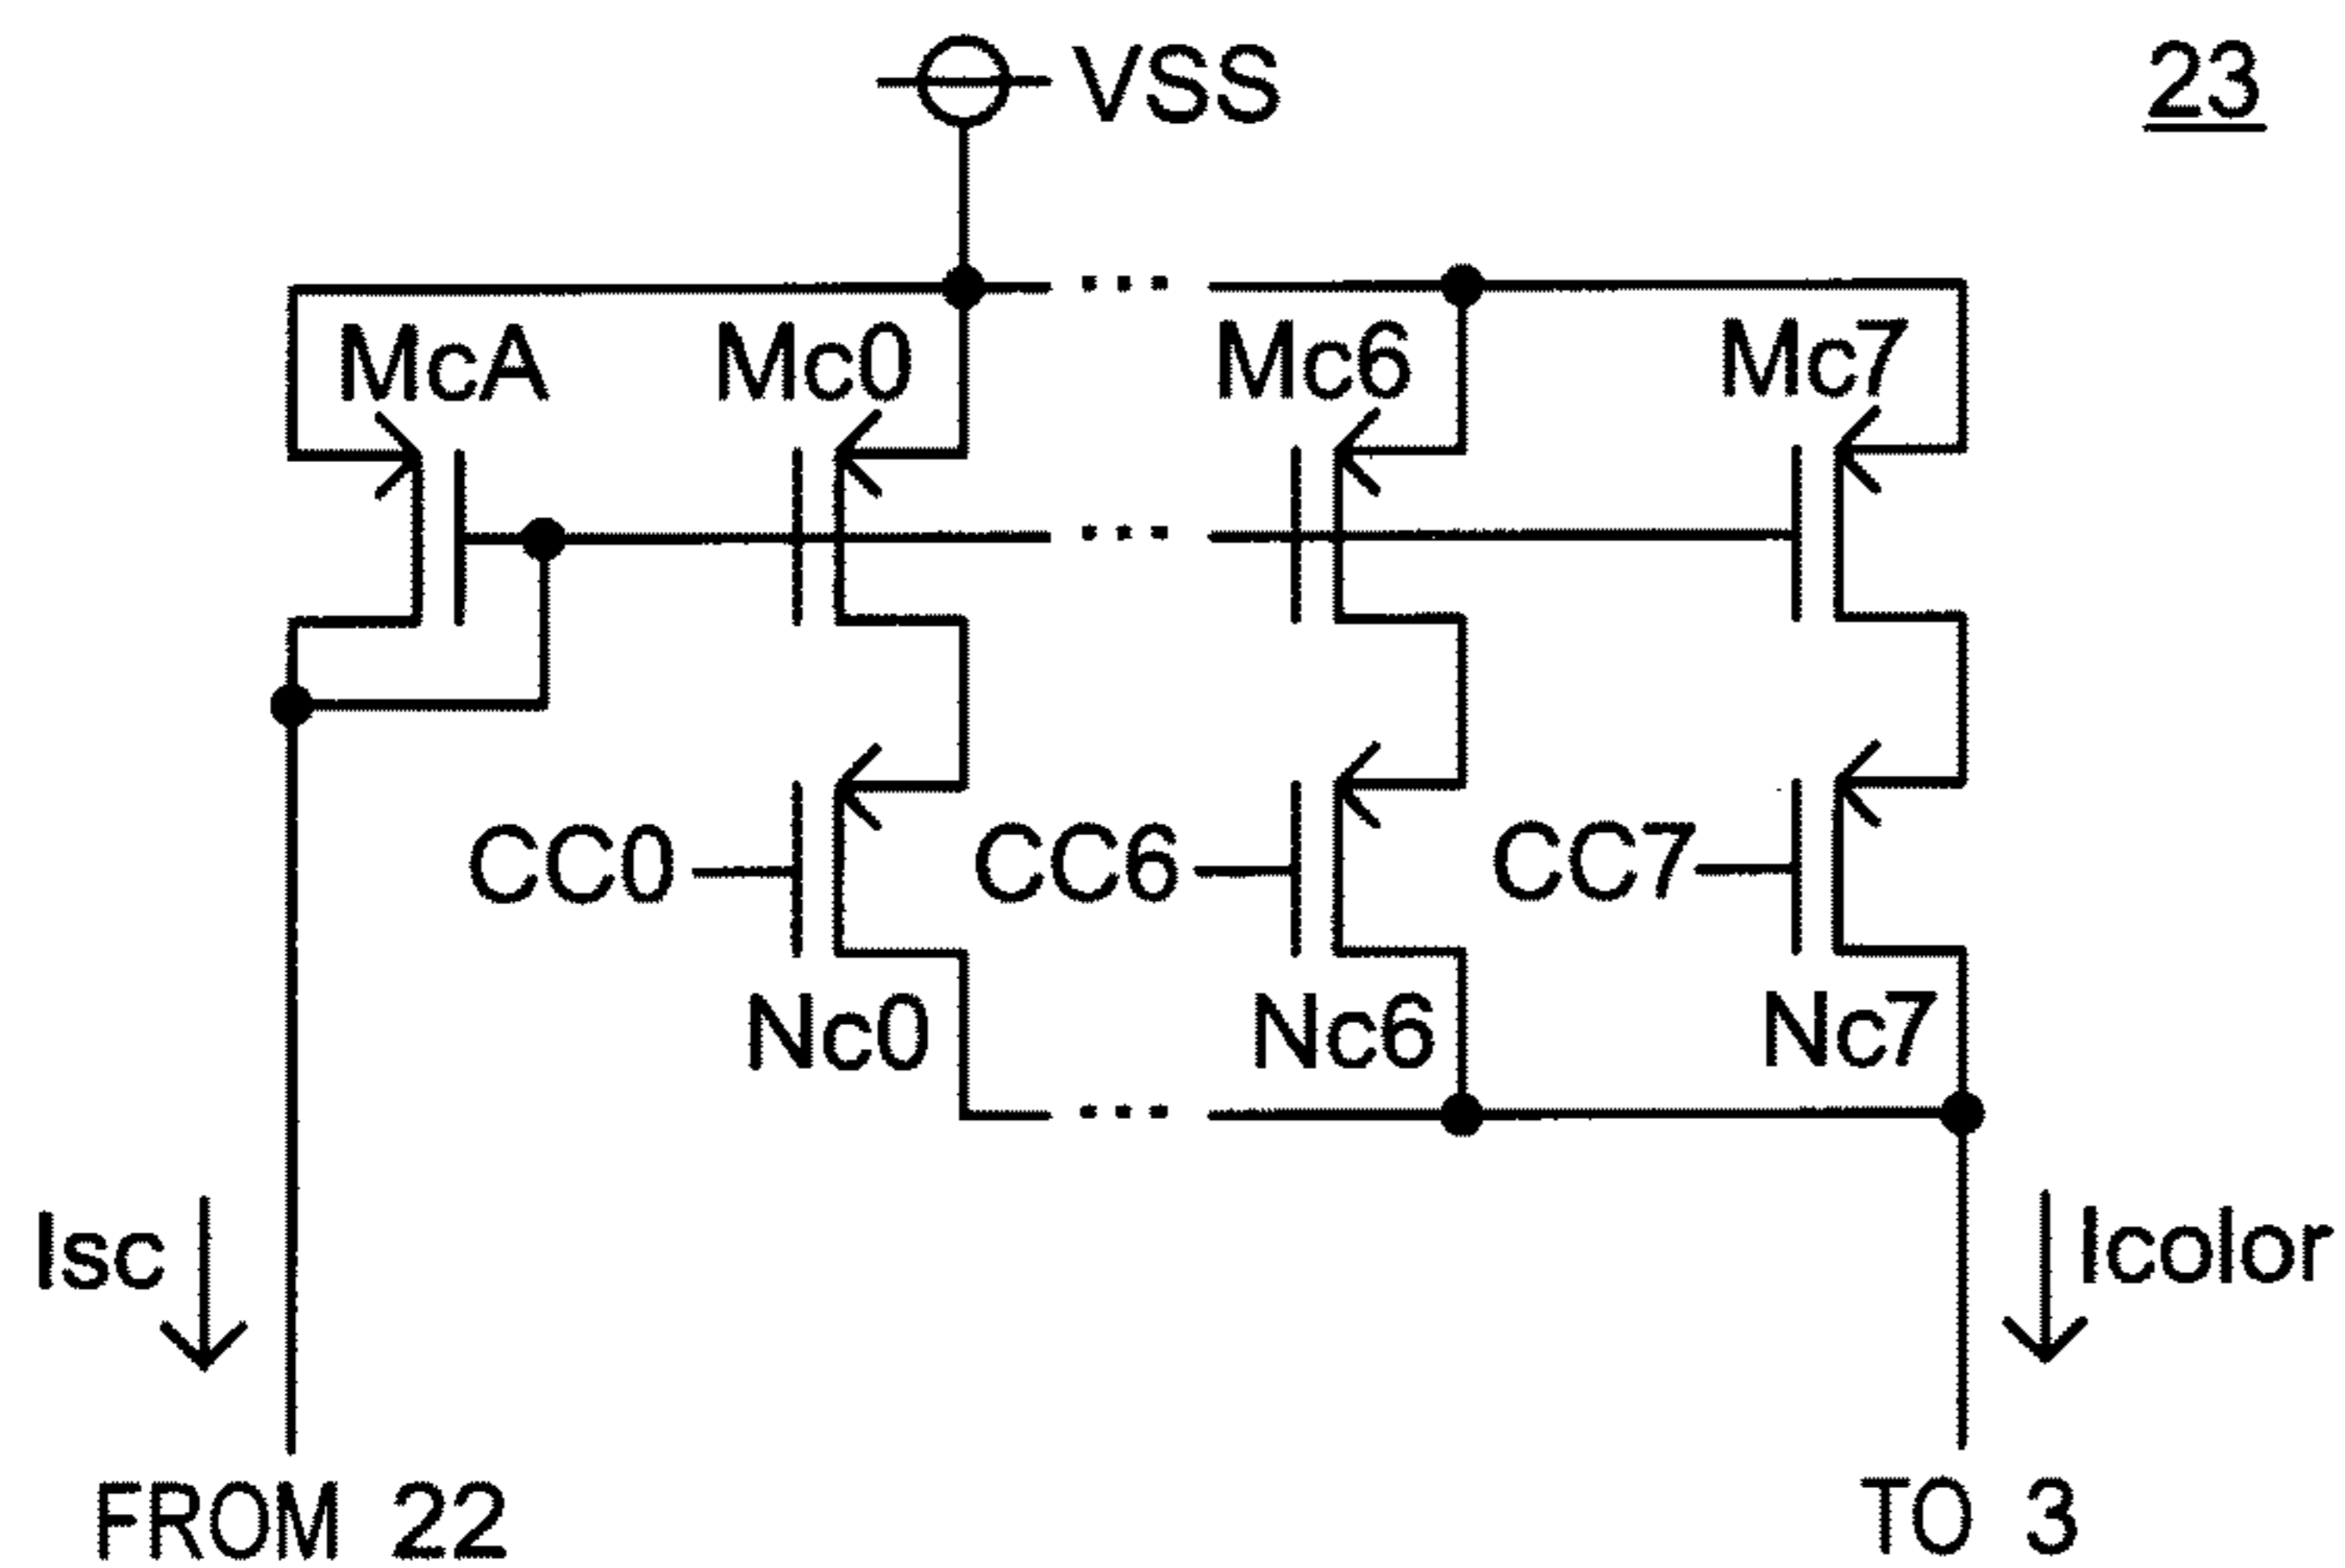 VSS
23
McA Mc0 Mc6 Mc7
CC0 CC6 CC7
Nc0 Nc6 Nc7
Isc Icolor
FROM 22 TO 3